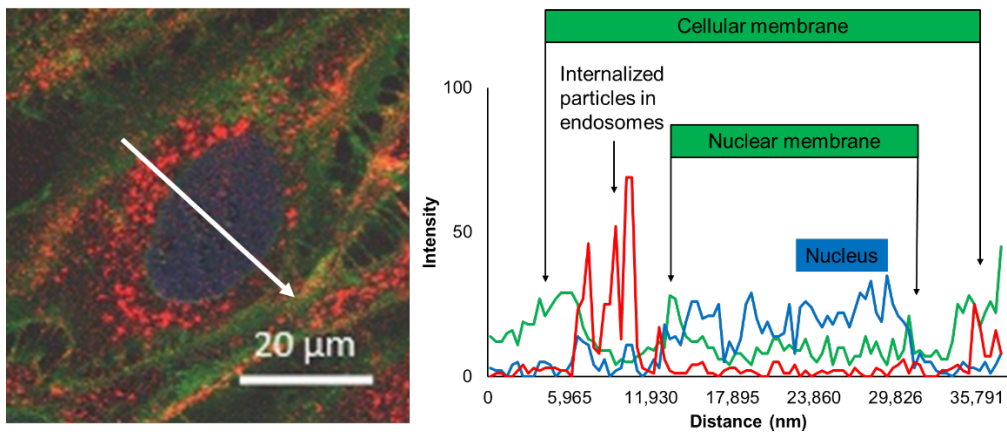 20 µm
Cellular membrane
Internalized
particles in
endosomes
Nuclear membrane
Nucleus
Intensity
100
50
0
0 5,965 11,930 17,895 23,860 29,826 35,791
Distance (nm)